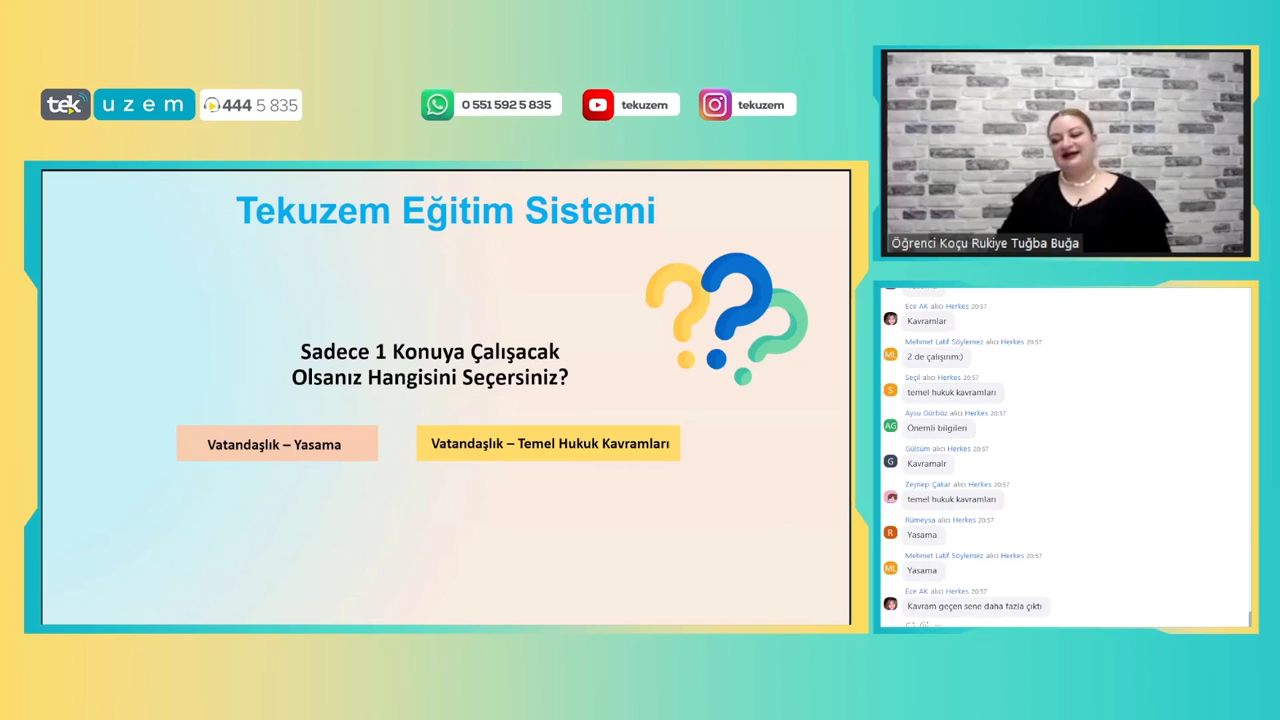 tek uzem 444 5 835
0 551 592 5 835
tekuzem
tekuzem
Tekuzem Eğitim Sistemi
Sadece 1 Konuya Çalışacak
Olsanız Hangisini Seçersiniz?
Vatandaşlık – Yasama
Vatandaşlık – Temel Hukuk Kavramları
Öğrenci Koçu Rukiye Tuğba Buğa
Ece AK alıcı Herkes 20:57
Kavramlar
Mehmet Latif Söylemez alıcı Herkes 20:57
ML
2 de çalışırım:)
Seçil alıcı Herkes 20:57
S
temel hukuk kavramları
Aysu Gürbüz alıcı Herkes 20:57
AG
Önemli bilgileri
Gülsüm alıcı Herkes 20:57
G
Kavramalr
Zeynep Çakar alıcı Herkes 20:57
temel hukuk kavramları
Rümeysa alıcı Herkes 20:57
R
Yasama
Mehmet Latif Söylemez alıcı Herkes 20:57
ML
Yasama
Ece AK alıcı Herkes 20:57
Kavram geçen sene daha fazla çıktı